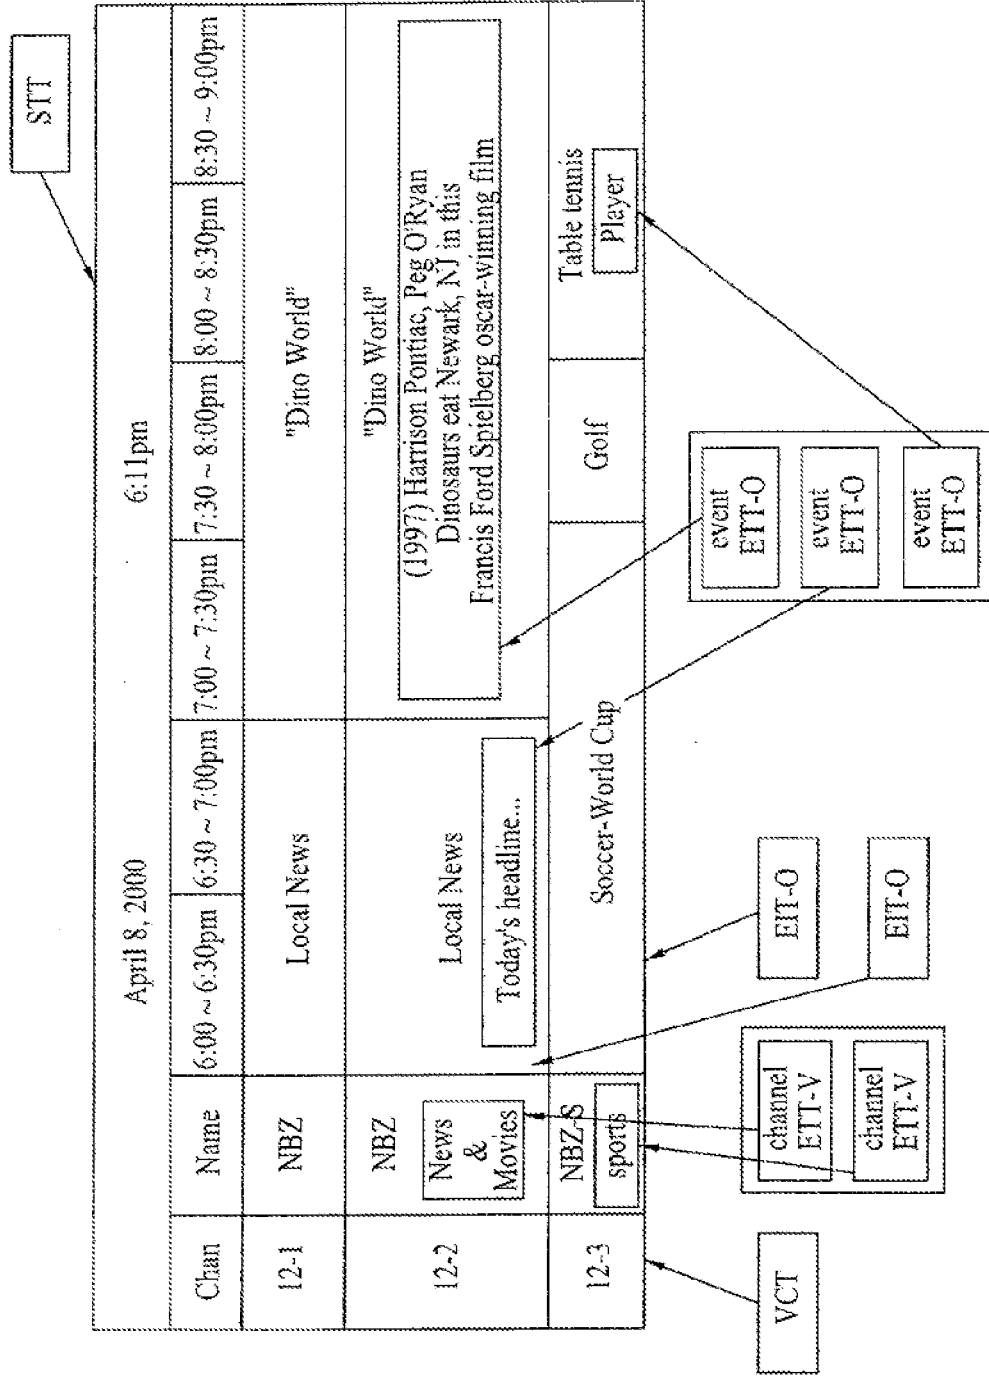 STT
April 8, 2000 6:11pm
Chan Name 6:00 ~ 6:30pm 6:30 ~ 7:00pm 7:00 ~ 7:30pm 7:30 ~ 8:00pm 8:00 ~ 8:30pm 8:30 ~ 9:00pm
12-1 NBZ Local News "Dino World"
12-2 NBZ Local News "Dino World"
News
&
Movies
Today's headline...
(1997) Harrison Pontiac, Peg O'Ryan
Dinosaurs eat Newark, NJ in this
Francis Ford Spielberg oscar-winning film
12-3 NBZ-S Soccer-World Cup Golf Table tennis
sports
Player
VCT
channel
ETT-V
channel
ETT-V
EIT-O
EIT-O
event
ETT-O
event
ETT-O
event
ETT-O